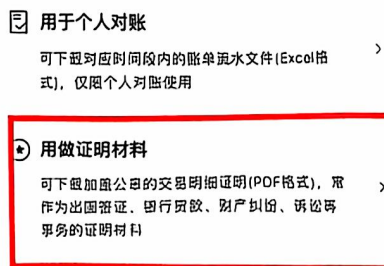 用于个人对账
可下载对应时间段内的账单流水文件(Excel格
式)，仅限个人对账使用
用做证明材料
可下载加盖公章的交易明细证明(PDF格式)，常
作为出国签证、银行贷款、财产纠纷、诉讼等
事务的证明材料